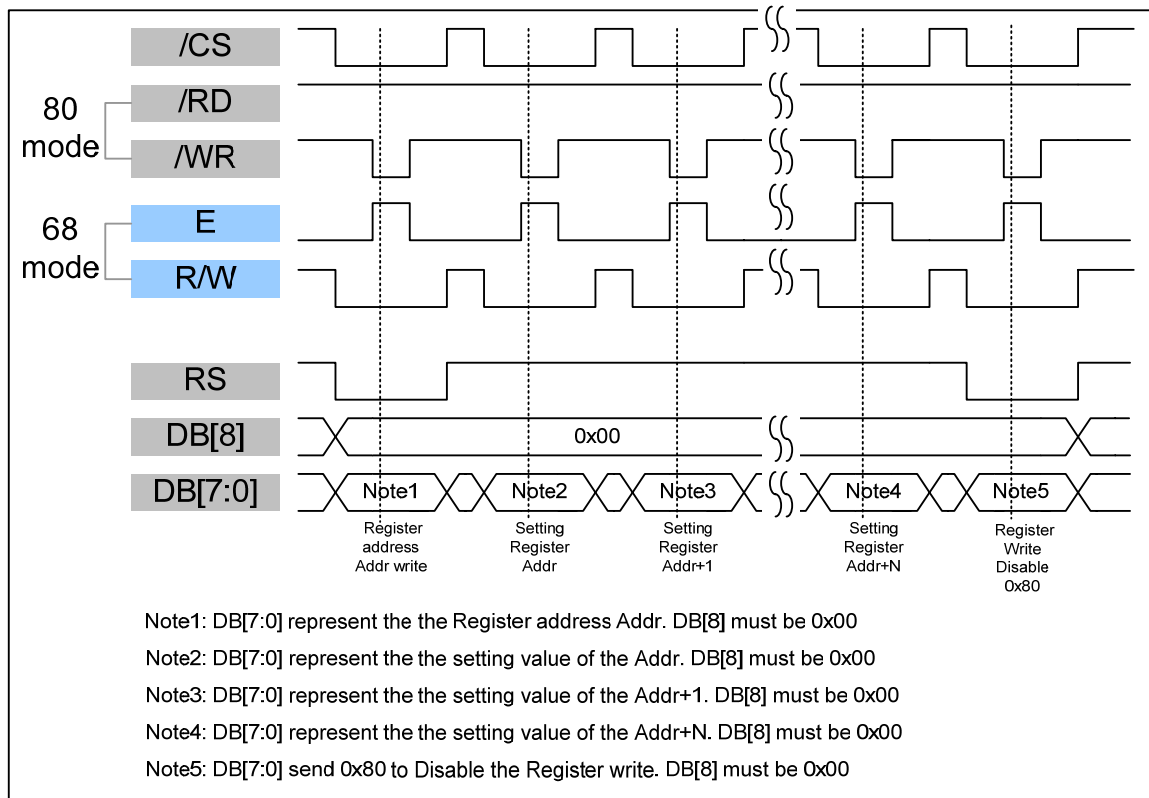 /CS
80
mode
/RD
/WR
68
mode
E
R/W
RS
DB[8]
0x00
DB[7:0]
Note1
Note2
Note3
Note4
Note5
Register
address
Addr write
Setting
Register
Addr
Setting
Register
Addr+1
Setting
Register
Addr+N
Register
Write
Disable
0x80
Note1: DB[7:0] represent the the Register address Addr. DB[8] must be 0x00
Note2: DB[7:0] represent the the setting value of the Addr. DB[8] must be 0x00
Note3: DB[7:0] represent the the setting value of the Addr+1. DB[8] must be 0x00
Note4: DB[7:0] represent the the setting value of the Addr+N. DB[8] must be 0x00
Note5: DB[7:0] send 0x80 to Disable the Register write. DB[8] must be 0x00